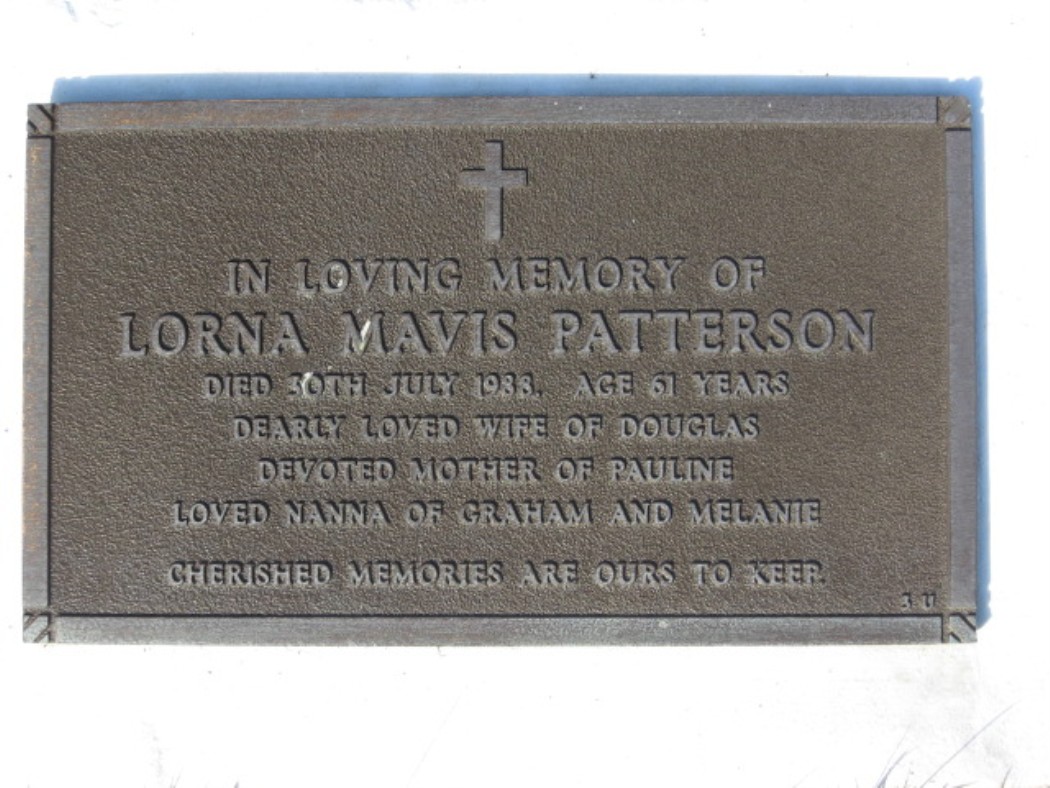 IN LOVING MEMORY OF
LORNA MAVIS PATTERSON
DIED 30TH JULY 1988. AGE 61 YEARS
DEARLY LOVED WIFE OF DOUGLAS
DEVOTED MOTHER OF PAULINE
LOVED NANNA OF GRAHAM AND MELANIE
CHERISHED MEMORIES ARE OURS TO KEEP.